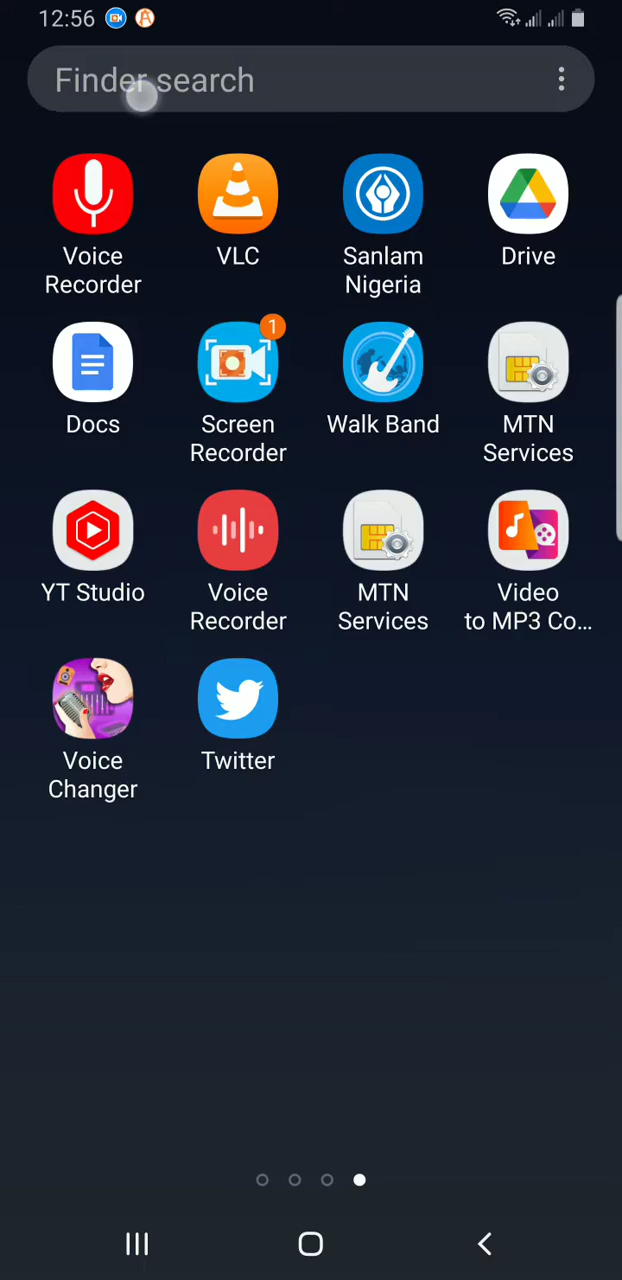 12:56
Finder search
Voice
Recorder
VLC
Sanlam
Nigeria
Drive
Docs
1
Screen
Recorder
Walk Band
MTN
Services
YT Studio
Voice
Recorder
MTN
Services
Video
to MP3 Co...
Voice
Changer
Twitter